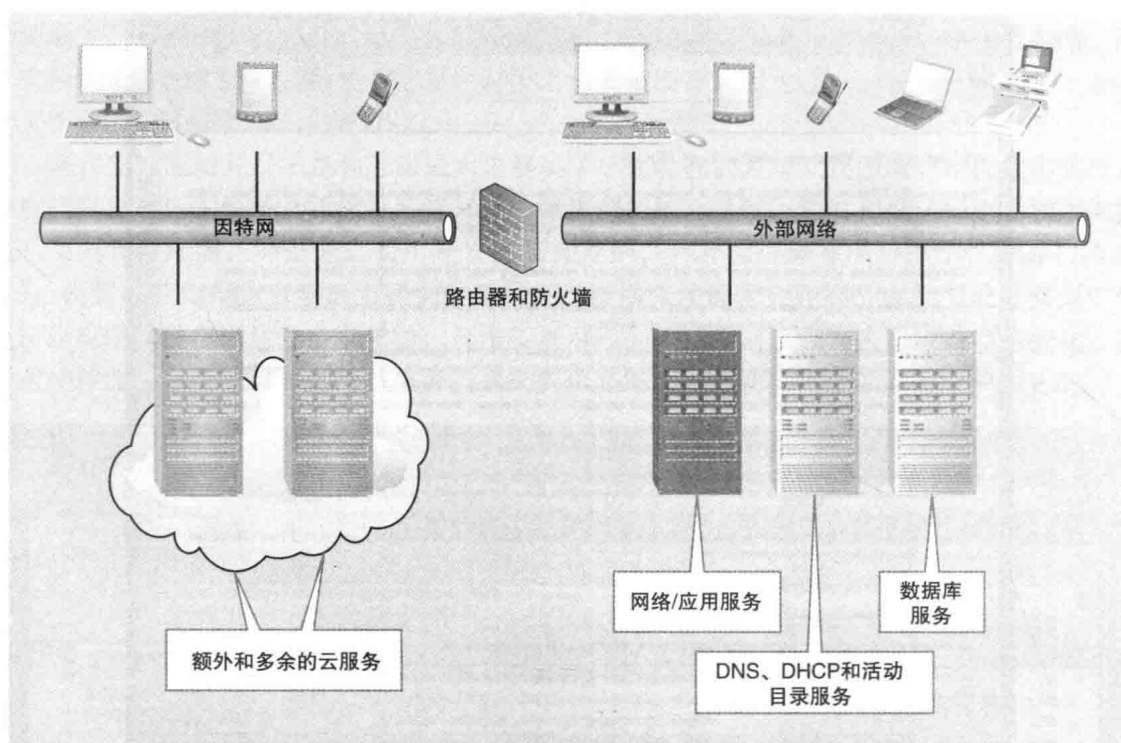 因特网
外部网络
路由器和防火墙
网络/应用服务
数据库
服务
额外和多余的云服务
DNS、DHCP和活动
目录服务